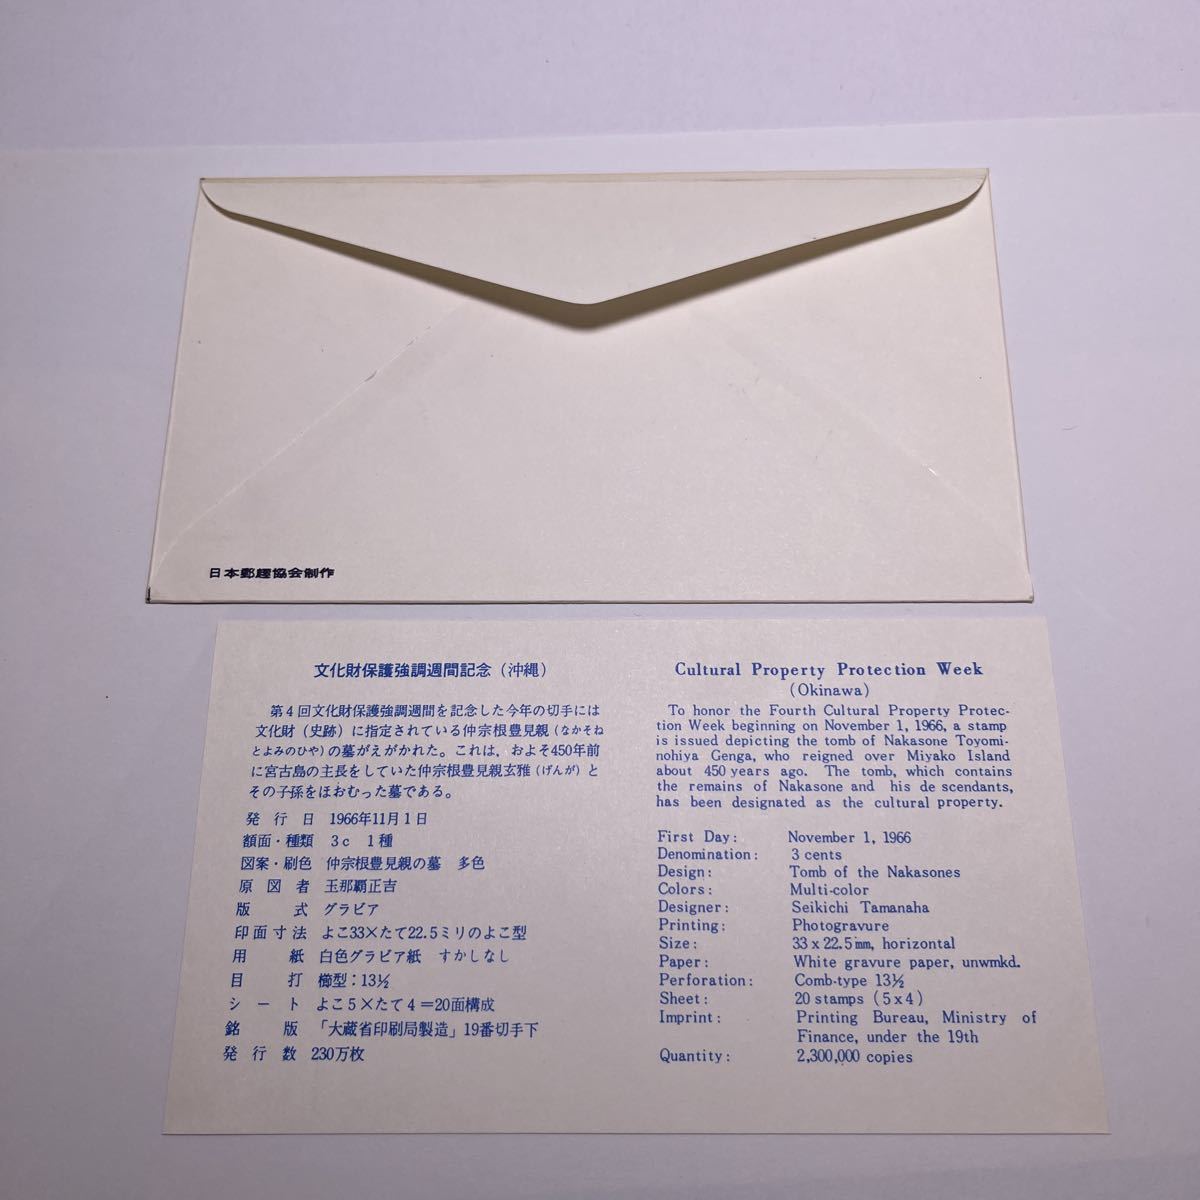 日本郵趣協会制作
文化財保護強調週間記念（沖縄）
第4回文化財保護強調週間を記念した今年の切手には
文化財（史跡）に指定されている仲宗根豊見親（なかそね
とよみのひや）の墓がえがかれた。これは、およそ450年前
に宮古島の主長をしていた仲宗根豊見親玄雅（げんが）と
その子孫をほおむった墓である。
発行日 1966年11月1日
額面・種類 3c 1種
図案・刷色 仲宗根豊見親の墓 多色
原図者 玉那覇正吉
版式 グラビア
印面寸法 よこ33×たて22.5ミリのよこ型
用紙 白色グラビア紙 すかしなし
目打 櫛型：13½
シート よこ5×たて4＝20面構成
銘版 「大蔵省印刷局製造」19番切手下
発行数 230万枚
Cultural Property Protection Week
(Okinawa)
To honor the Fourth Cultural Property Protec-
tion Week beginning on November 1, 1966, a stamp
is issued depicting the tomb of Nakasone Toyomi-
nohiya Genga, who reigned over Miyako Island
about 450 years ago. The tomb, which contains
the remains of Nakasone and his de scendants,
has been designated as the cultural property.
First Day: November 1, 1966
Denomination: 3 cents
Design: Tomb of the Nakasones
Colors: Multi-color
Designer: Seikichi Tamanaha
Printing: Photogravure
Size: 33 x 22.5mm, horizontal
Paper: White gravure paper, unwmkd.
Perforation: Comb-type 13½
Sheet: 20 stamps (5x4)
Imprint: Printing Bureau, Ministry of
Finance, under the 19th
Quantity: 2,300,000 copies